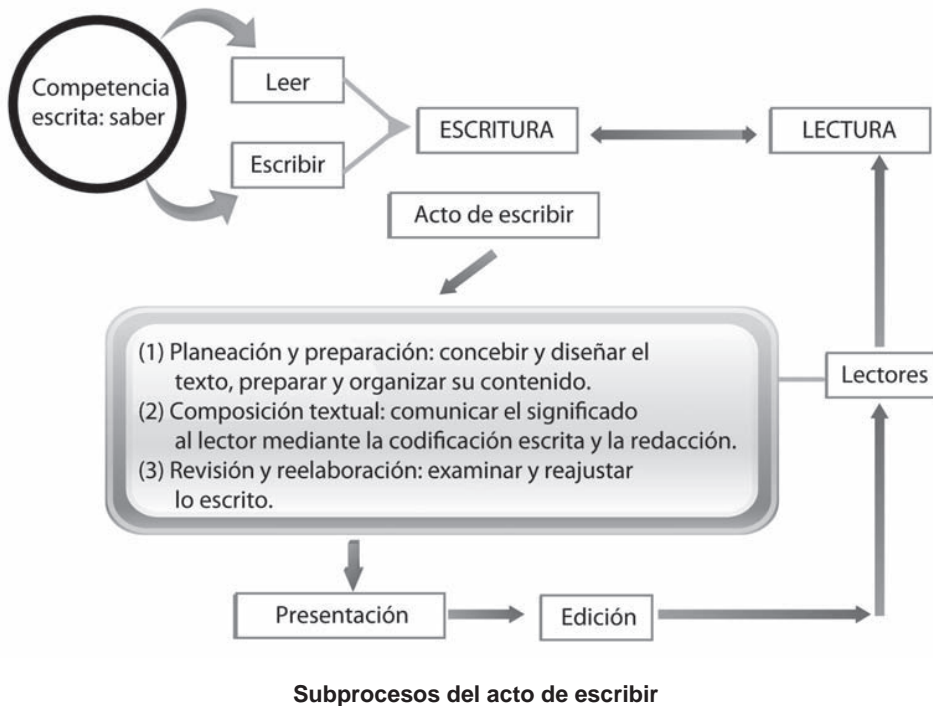 Competencia
escrita: saber
Leer
Escribir
ESCRITURA
LECTURA
Acto de escribir
(1) Planeación y preparación: concebir y diseñar el
texto, preparar y organizar su contenido.
(2) Composición textual: comunicar el significado
al lector mediante la codificación escrita y la redacción.
(3) Revisión y reelaboración: examinar y reajustar
lo escrito.
Lectores
Presentación
Edición
Subprocesos del acto de escribir